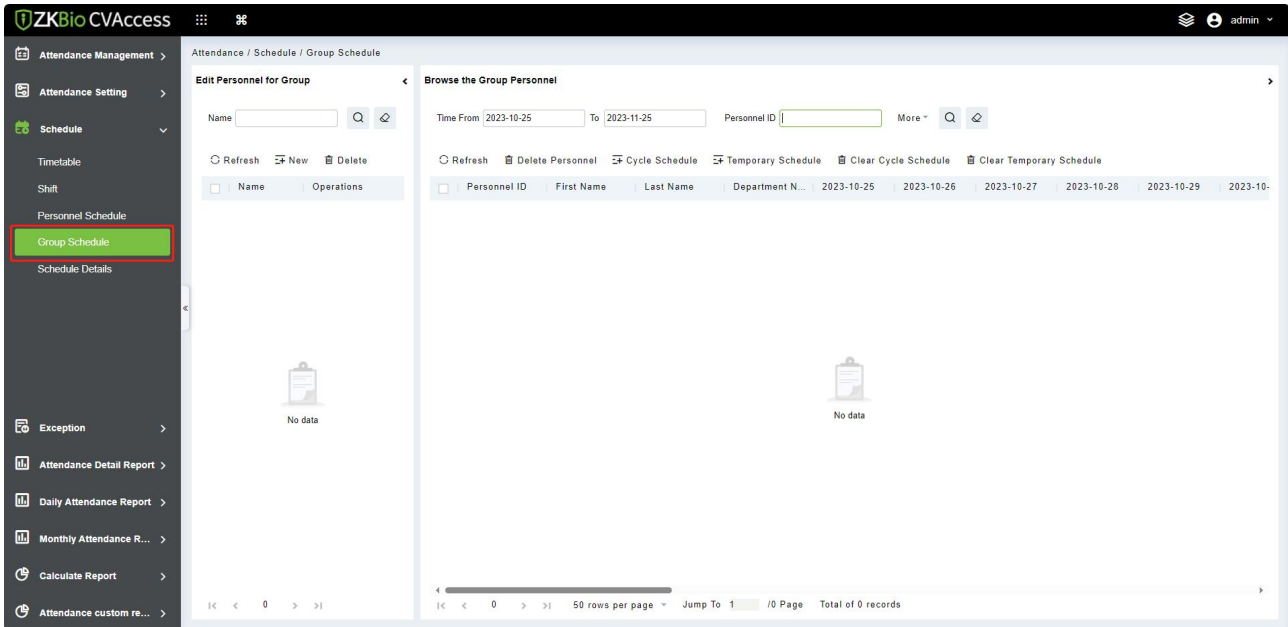 ZKBio CVAccess
admin
Attendance Management
Attendance Setting
Schedule
Timetable
Shift
Personnel Schedule
Group Schedule
Schedule Details
Exception
Attendance Detail Report
Daily Attendance Report
Monthly Attendance R...
Calculate Report
Attendance custom re...
Attendance / Schedule / Group Schedule
Edit Personnel for Group
Name
Refresh New Delete
Name Operations
No data
0
Browse the Group Personnel
Time From 2023-10-25 To 2023-11-25 Personnel ID More
Refresh Delete Personnel Cycle Schedule Temporary Schedule Clear Cycle Schedule Clear Temporary Schedule
Personnel ID First Name Last Name Department N... 2023-10-25 2023-10-26 2023-10-27 2023-10-28 2023-10-29 2023-10-
No data
0 50 rows per page Jump To 1 /0 Page Total of 0 records